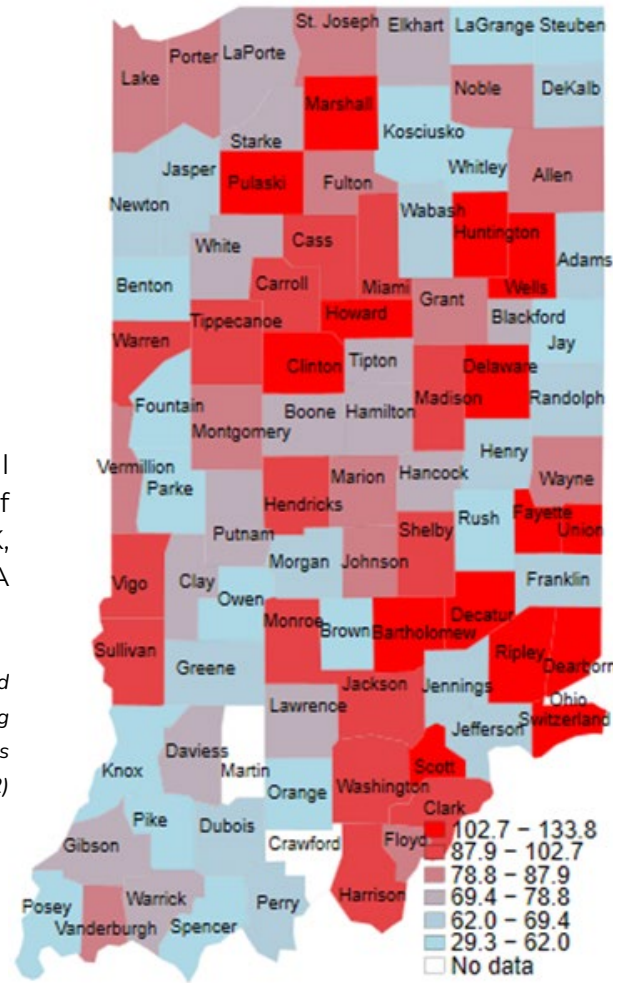 St. Joseph Elkhart LaGrange Steuben
Lake Porter LaPorte
Marshall Noble DeKalb
Starke Kosciusko
Jasper Pulaski Fulton Whitley Allen
Newton Wabash
White Cass Huntington
Benton Carroll Miami Wells Adams
Tippecanoe Howard Grant Blackford
Warren Clinton Tipton Delaware Jay
Fountain Boone Hamilton Madison Randolph
Montgomery
Vermillion Parke Hendricks Marion Hancock Henry Wayne
l
f
Putnam Shelby Rush Fayette Union
A
Vigo Clay Morgan Johnson Franklin
Owen
Sullivan Monroe Brown Bartholomew Decatur Ripley Dearborn
d
Greene Jackson Jennings Ohio
g
Lawrence Jefferson Switzerland
s
Knox Daviess Martin Scott
Orange Washington Clark
Gibson Pike Dubois Crawford Floyd
Posey Warrick Perry Harrison
Vanderburgh Spencer
102.7 – 133.8
87.9 – 102.7
78.8 – 87.9
69.4 – 78.8
62.0 – 69.4
29.3 – 62.0
No data